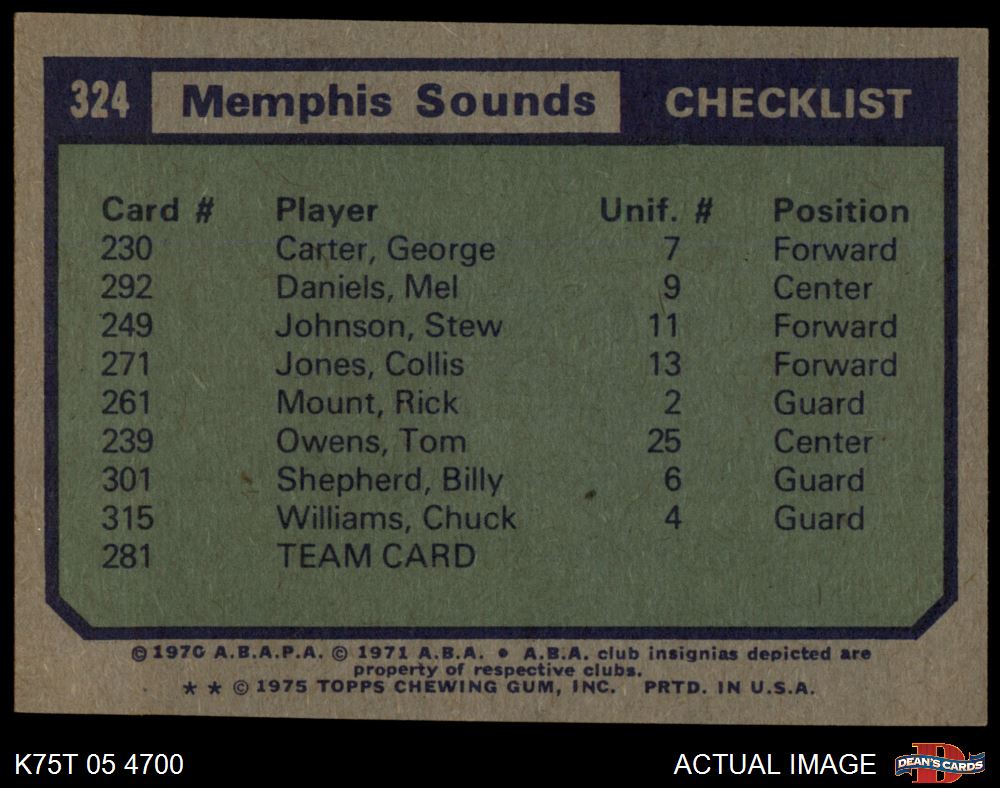 324 Memphis Sounds CHECKLIST
Card # Player Unif. # Position
230 Carter, George 7 Forward
292 Daniels, Mel 9 Center
249 Johnson, Stew 11 Forward
271 Jones, Collis 13 Forward
261 Mount, Rick 2 Guard
239 Owens, Tom 25 Center
301 Shepherd, Billy 6 Guard
315 Williams, Chuck 4 Guard
281 TEAM CARD
© 1970 A.B.A.P.A. © 1971 A.B.A. • A.B.A. club insignias depicted are
property of respective clubs.
★ ★ © 1975 TOPPS CHEWING GUM, INC. PRTD. IN U.S.A.
K75T 05 4700 ACTUAL IMAGE D DEAN'S CARDS